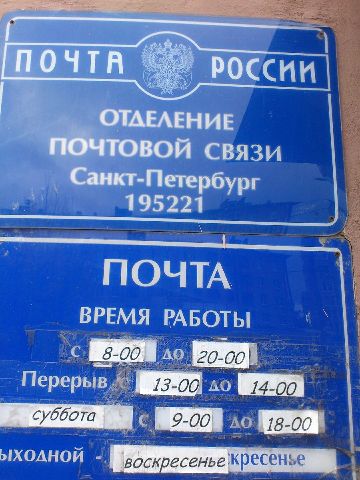 ПОЧТА РОССИИ
ОТДЕЛЕНИЕ
ПОЧТОВОЙ СВЯЗИ
Санкт-Петербург
195221
ПОЧТА
ВРЕМЯ РАБОТЫ
с 8-00 до 20-00
Перерыв с 13-00 до 14-00
суббота с 9-00 до 18-00
ыходной - воскресенье кресенье